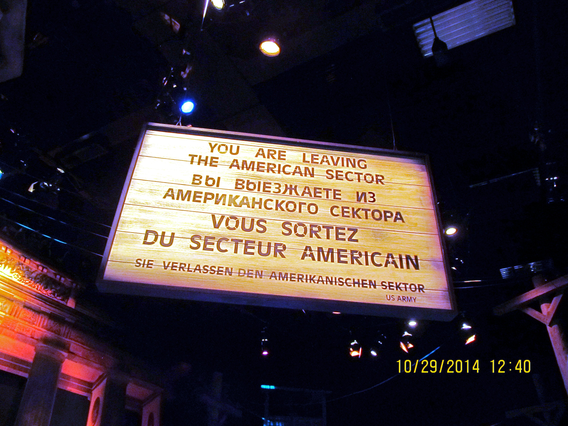 YOU ARE LEAVING
THE AMERICAN SECTOR
ВЫ ВЫЕЗЖАЕТЕ ИЗ
АМЕРИКАНСКОГО СЕКТОРА
VOUS SORTEZ
DU SECTEUR AMERICAIN
SIE VERLASSEN DEN AMERIKANISCHEN SEKTOR
US ARMY
10/29/2014 12:40